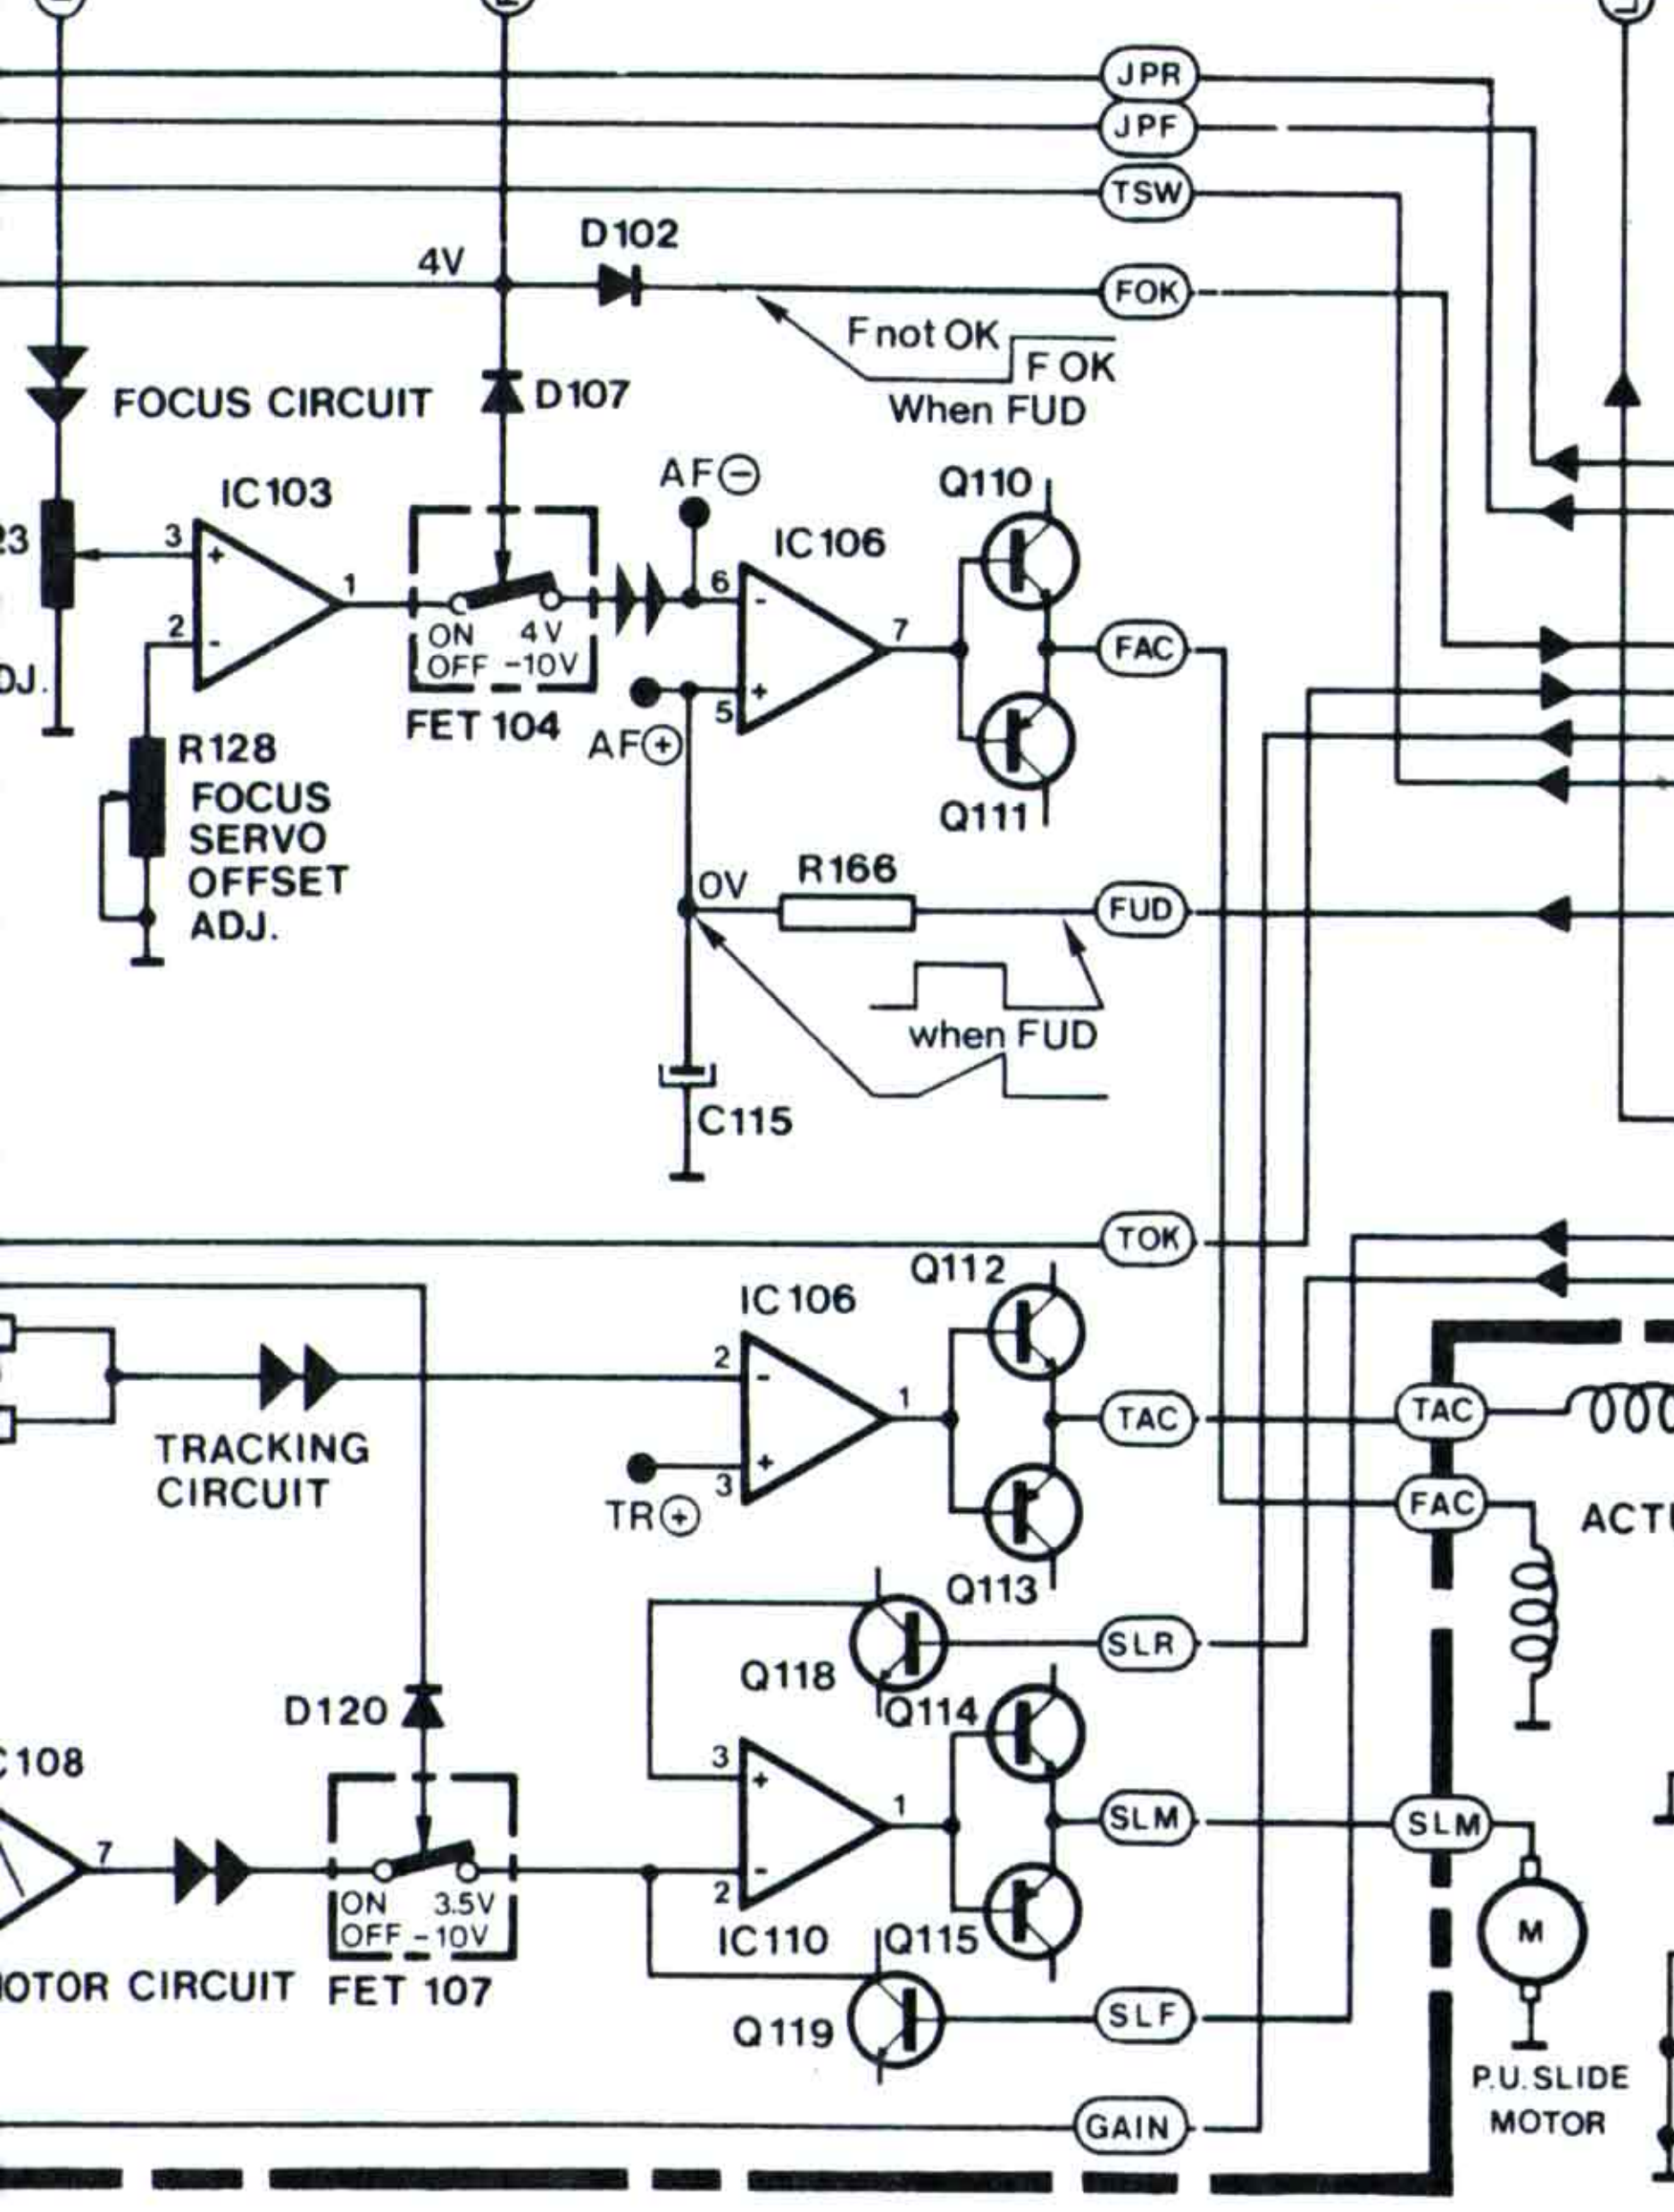 JPR
JPF
TSW
D102
4V
FOK
F not OK
F OK
When FUD
D107
FOCUS CIRCUIT
AF⊖
Q110
IC103
IC106
23
3
+
1
6
-
2
-
ON 4V
OFF -10V
7
FAC
DJ.
5
+
FET 104
AF⊕
R128
FOCUS
SERVO
OFFSET
ADJ.
Q111
0V
R166
FUD
when FUD
C115
TOK
Q112
IC106
2
-
1
TAC
TAC
TRACKING
CIRCUIT
3
+
TR⊕
FAC
Q113
SLR
Q118
Q114
D120
C108
3
+
1
SLM
SLM
7
2
-
ON 3.5V
OFF -10V
IC110
Q115
M
OTOR CIRCUIT
FET 107
Q119
SLF
P.U. SLIDE
MOTOR
GAIN